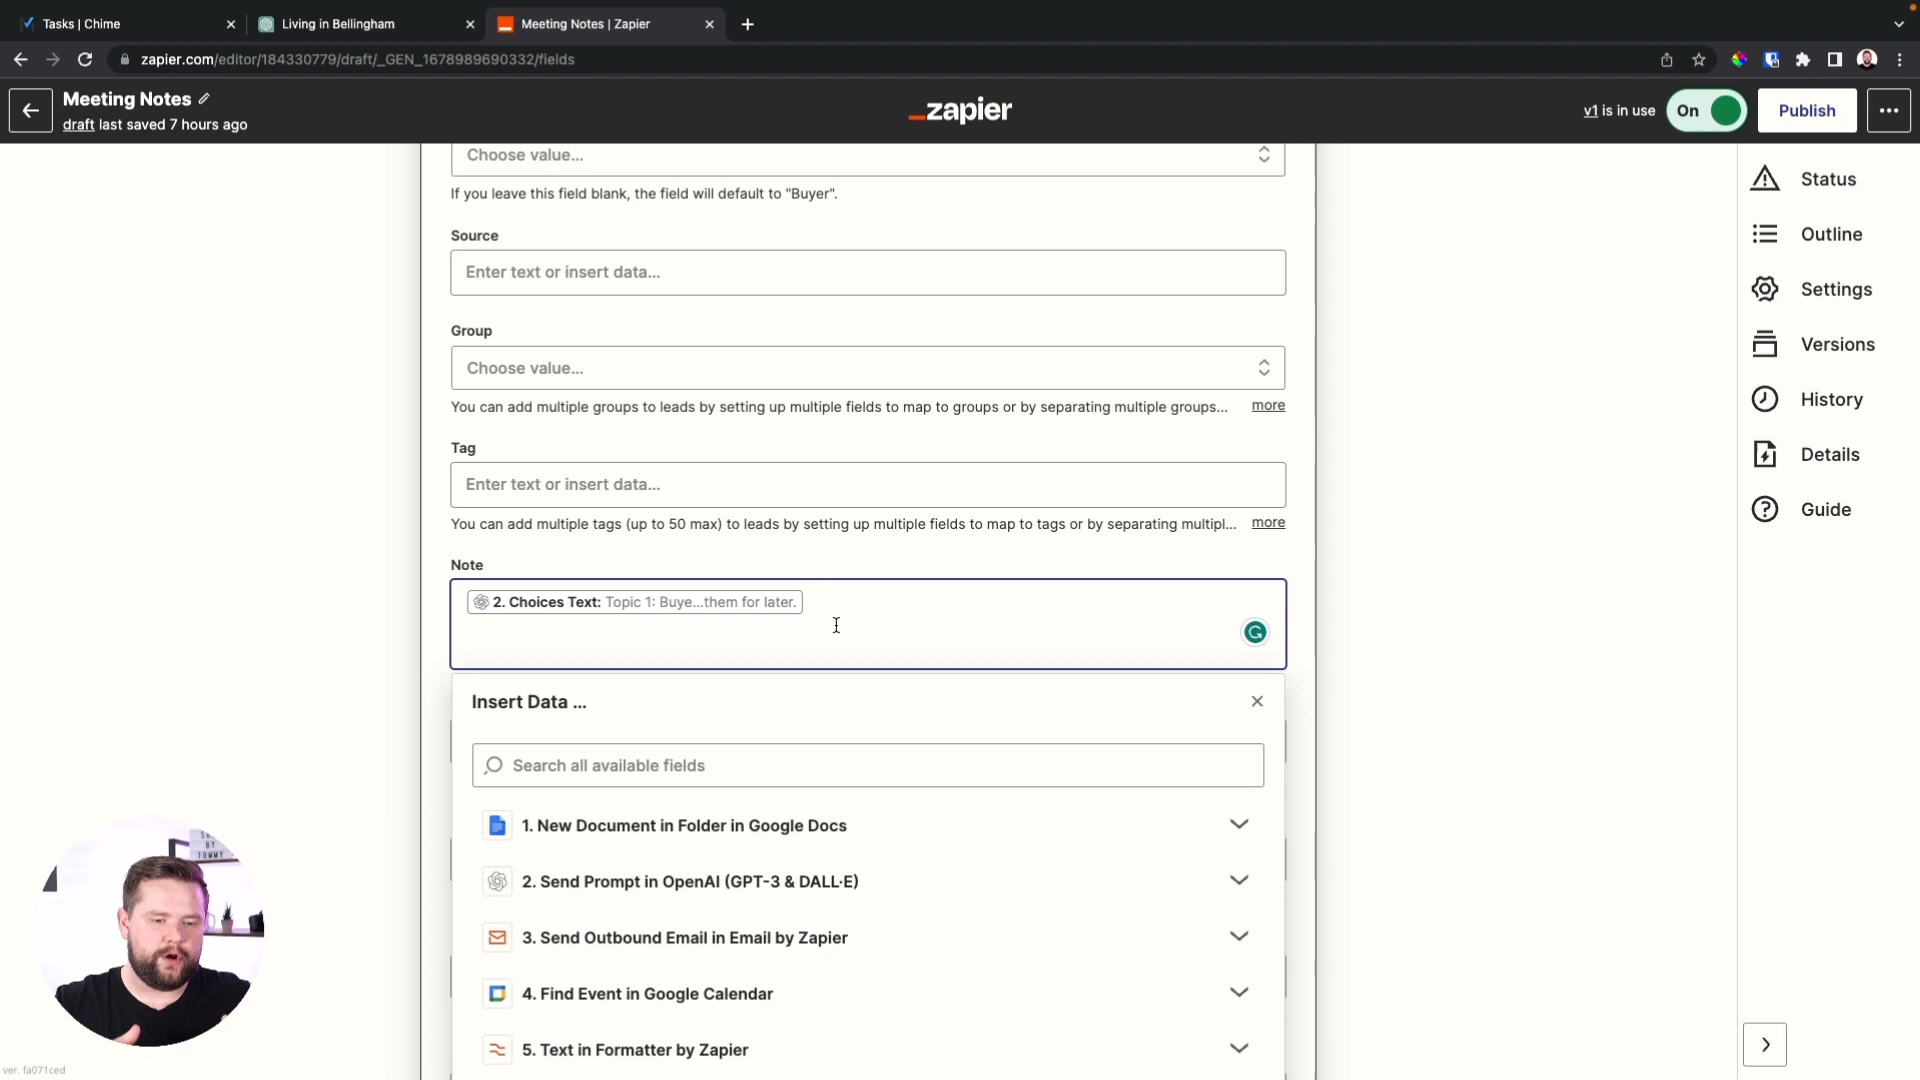 Tasks | Chime
Living in Bellingham
Meeting Notes | Zapier
zapier.com/editor/184330779/draft/_GEN_1678989690332/fields
Meeting Notes
draft last saved 7 hours ago
_zapier
v1 is in use
On
Publish
Choose value...
If you leave this field blank, the field will default to "Buyer".
Source
Enter text or insert data...
Group
Choose value...
You can add multiple groups to leads by setting up multiple fields to map to groups or by separating multiple groups... more
Tag
Enter text or insert data...
You can add multiple tags (up to 50 max) to leads by setting up multiple fields to map to tags or by separating multipl... more
Note
2. Choices Text: Topic 1: Buye...them for later.
Insert Data ...
Search all available fields
1. New Document in Folder in Google Docs
2. Send Prompt in OpenAI (GPT-3 & DALL·E)
3. Send Outbound Email in Email by Zapier
4. Find Event in Google Calendar
5. Text in Formatter by Zapier
Status
Outline
Settings
Versions
History
Details
Guide
BY
TOMMY
ver. fa071ced